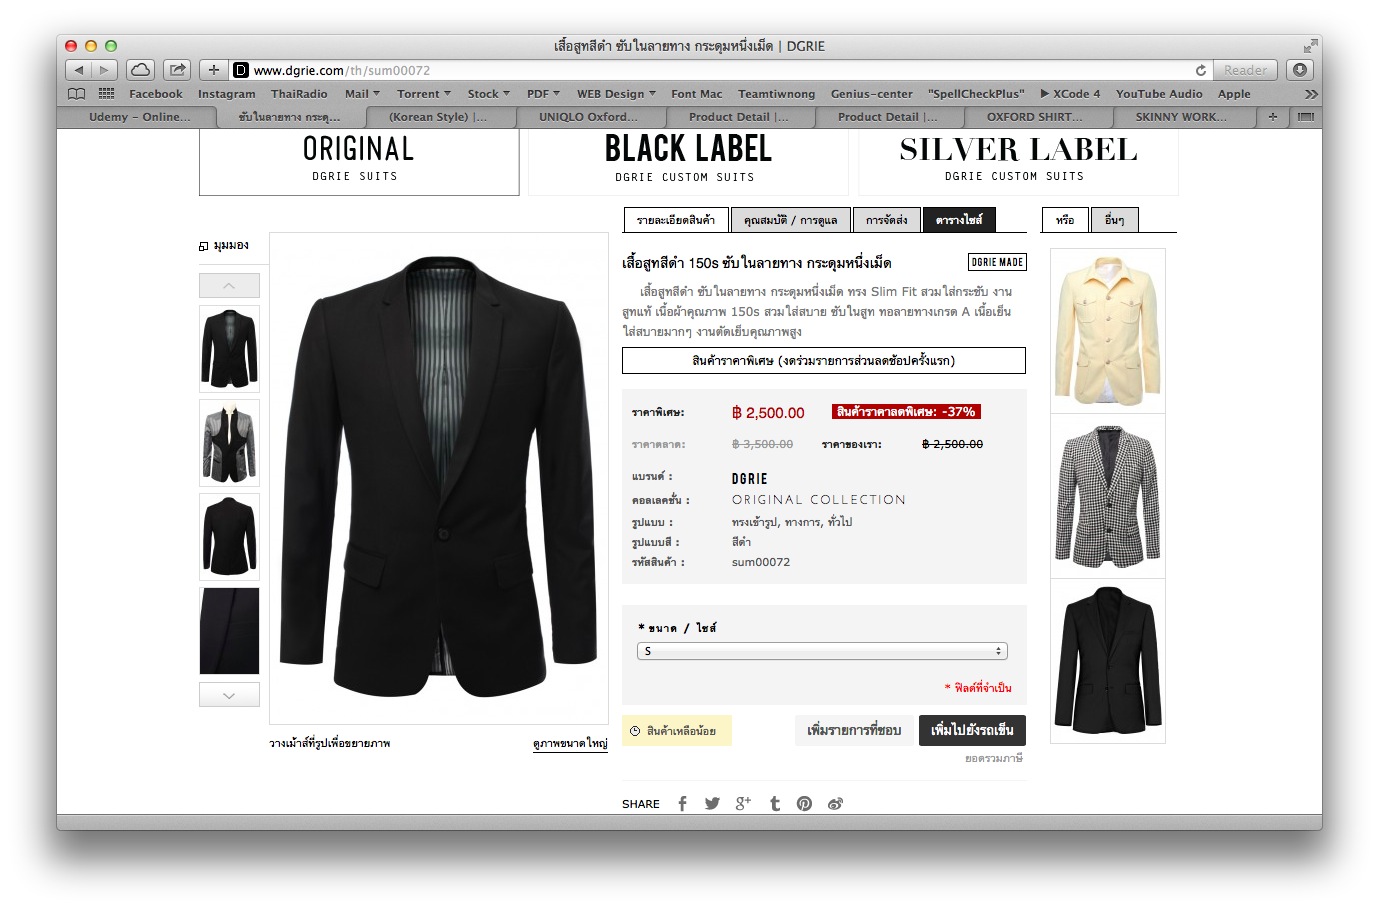 เสื้อสูทสีดำ ซับในลายทาง กระดุมหนึ่งเม็ด | DGRIE
D www.dgrie.com/th/sum00072
Reader
Facebook Instagram ThaiRadio Mail Torrent Stock PDF WEB Design Font Mac Teamtiwnong Genius-center "SpellCheckPlus" ▶ XCode 4 YouTube Audio Apple
Udemy – Online...
ซับในลายทาง กระดุ...
(Korean Style) |...
UNIQLO Oxford...
Product Detail |...
Product Detail |...
OXFORD SHIRT...
SKINNY WORK...
ORIGINAL
DGRIE SUITS
BLACK LABEL
DGRIE CUSTOM SUITS
SILVER LABEL
DGRIE CUSTOM SUITS
รายละเอียดสินค้า
คุณสมบัติ / การดูแล
การจัดส่ง
ตารางไซส์
หรือ
อื่นๆ
มุมมอง
เสื้อสูทสีดำ 150s ซับในลายทาง กระดุมหนึ่งเม็ด
DGRIE MADE
เสื้อสูทสีดำ ซับในลายทาง กระดุมหนึ่งเม็ด ทรง Slim Fit สวมใส่กระชับ งาน
สูทแท้ เนื้อผ้าคุณภาพ 150s สวมใส่สบาย ซับในสูท ทอลายทางเกรด A เนื้อเย็น
ใส่สบายมากๆ งานตัดเย็บคุณภาพสูง
สินค้าราคาพิเศษ (งดร่วมรายการส่วนลดช้อปครั้งแรก)
ราคาพิเศษ: ฿ 2,500.00 สินค้าราคาลดพิเศษ: -37%
ราคาตลาด: ฿ 3,500.00 ราคาของเรา: ฿ 2,500.00
แบรนด์ : DGRIE
คอลเลคชั่น : ORIGINAL COLLECTION
รูปแบบ : ทรงเข้ารูป, ทางการ, ทั่วไป
รูปแบบสี : สีดำ
รหัสสินค้า : sum00072
* ขนาด / ไซส์
S
* ฟิลด์ที่จำเป็น
สินค้าเหลือน้อย
เพิ่มรายการที่ชอบ
เพิ่มไปยังรถเข็น
วางเม้าส์ที่รูปเพื่อขยายภาพ
ดูภาพขนาดใหญ่
ยอดรวมภาษี
SHARE